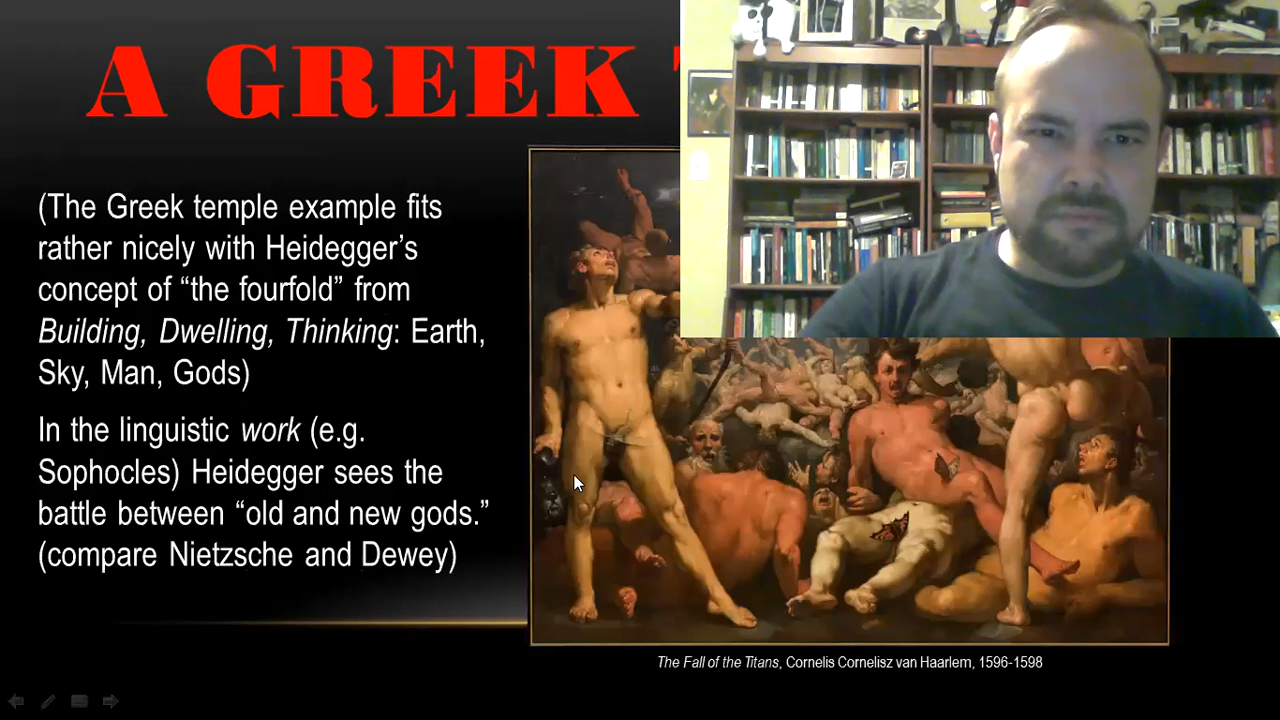 A GREEK
(The Greek temple example fits
rather nicely with Heidegger’s
concept of “the fourfold” from
Building, Dwelling, Thinking: Earth,
Sky, Man, Gods)
In the linguistic work (e.g.
Sophocles) Heidegger sees the
battle between “old and new gods.”
(compare Nietzsche and Dewey)
The Fall of the Titans, Cornelis Cornelisz van Haarlem, 1596-1598